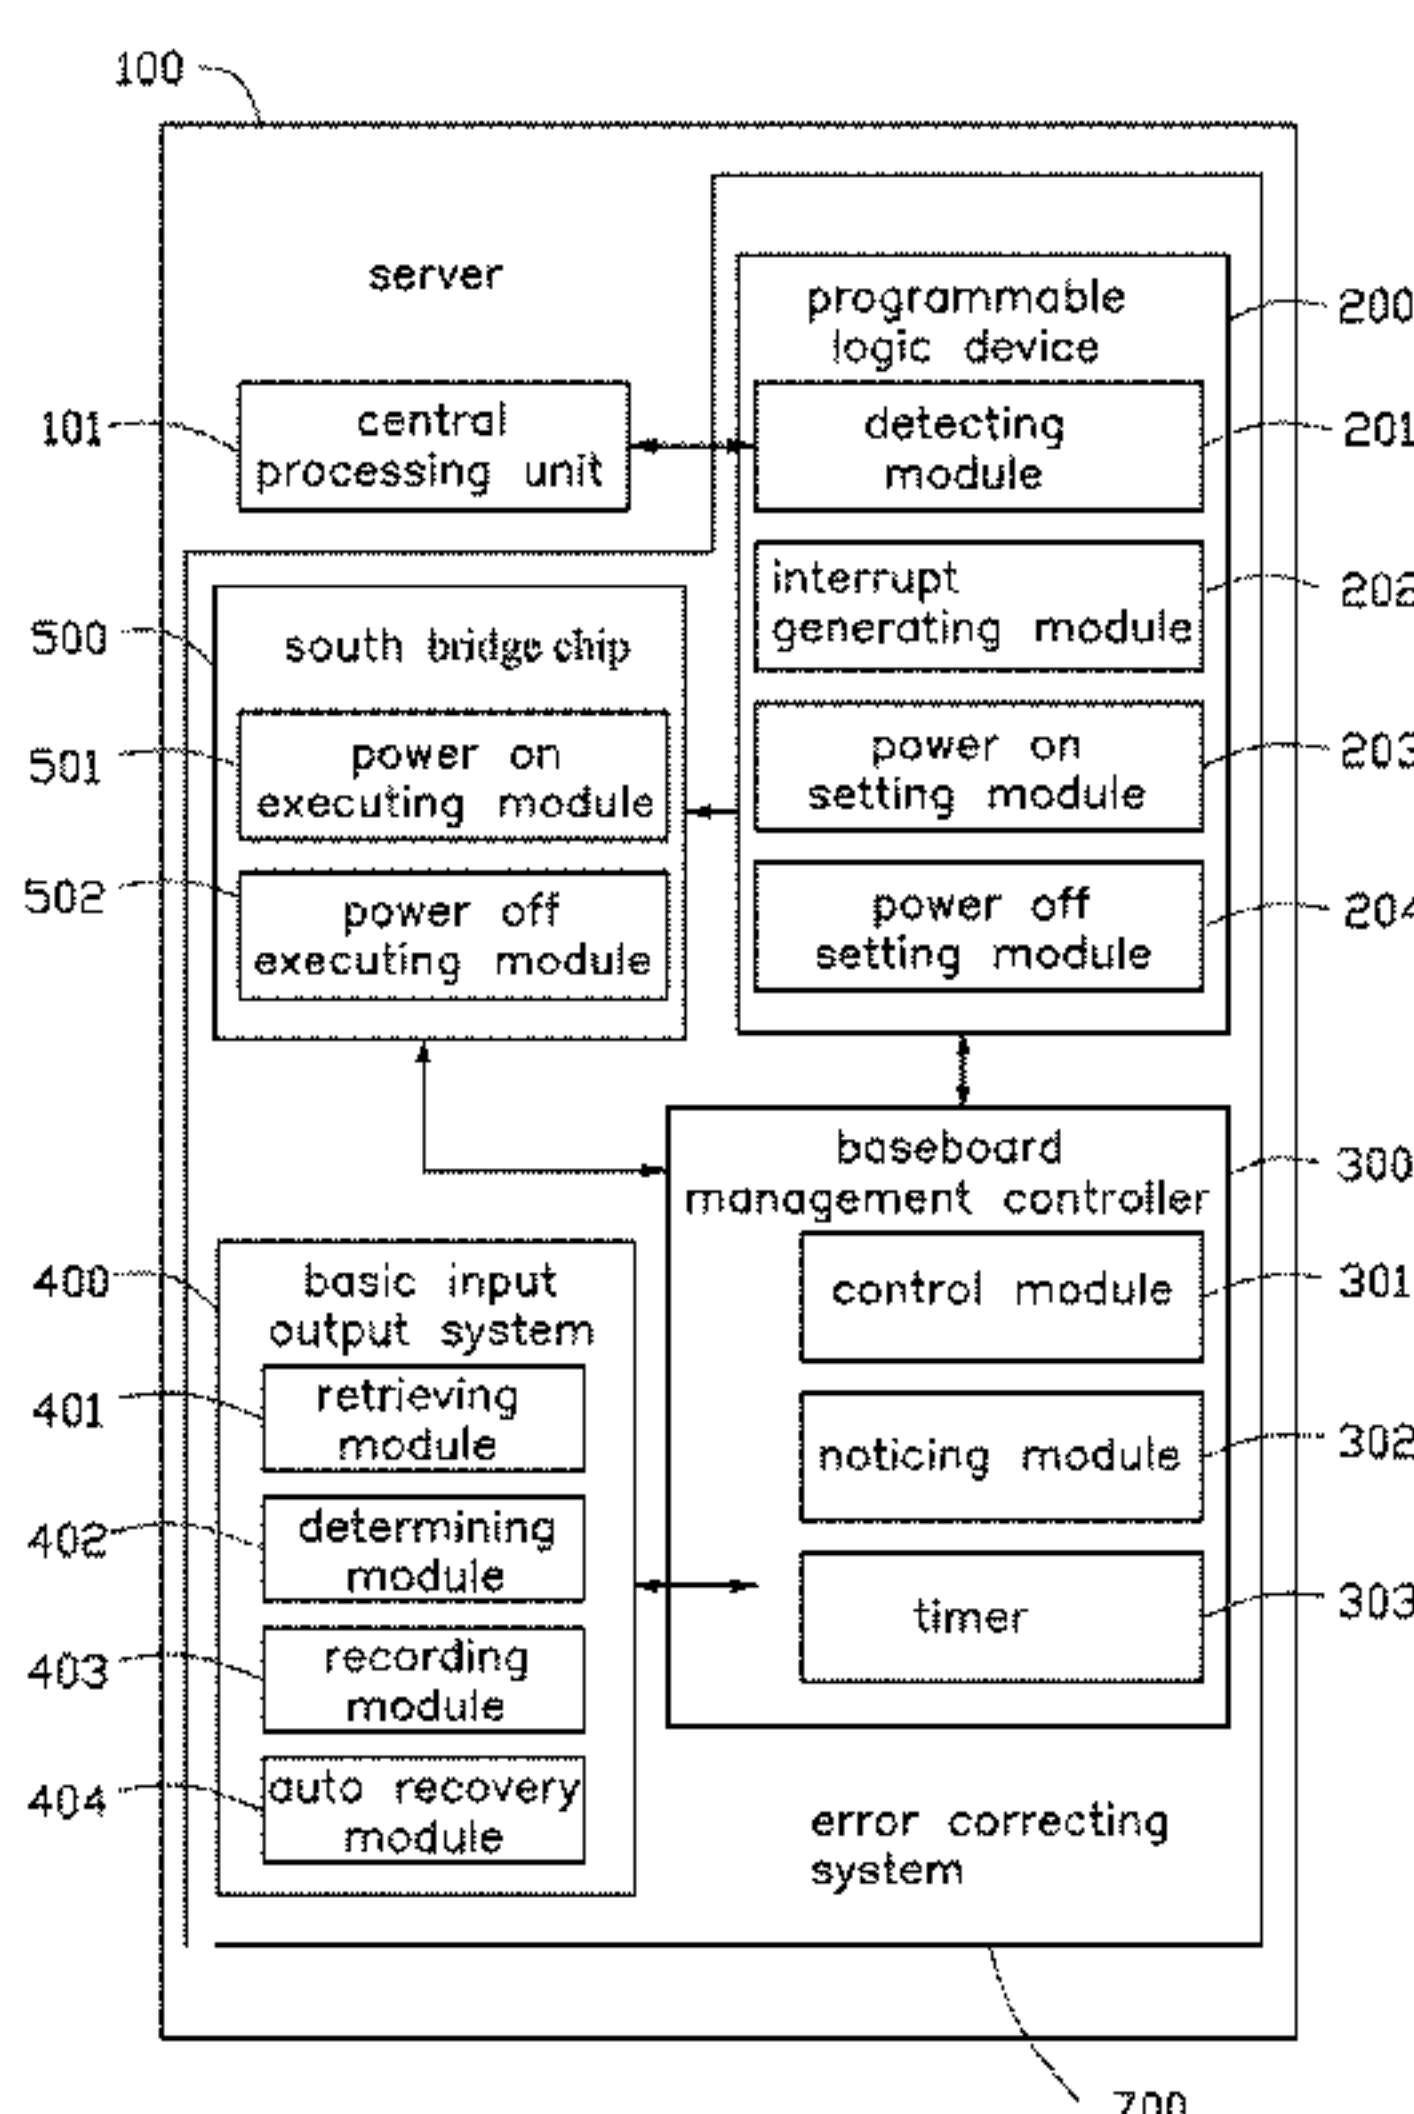 100
server
programmable
logic device
200
101
central
processing unit
detecting
module
201
interrupt
generating module
202
500
south bridge chip
501
power on
executing module
power on
setting module
203
502
power off
executing module
power off
setting module
204
baseboard
management controller
300
400
basic input
output system
control module
301
401
retrieving
module
noticing module
302
402
determining
module
timer
303
403
recording
module
404
auto recovery
module
error correcting
system
700